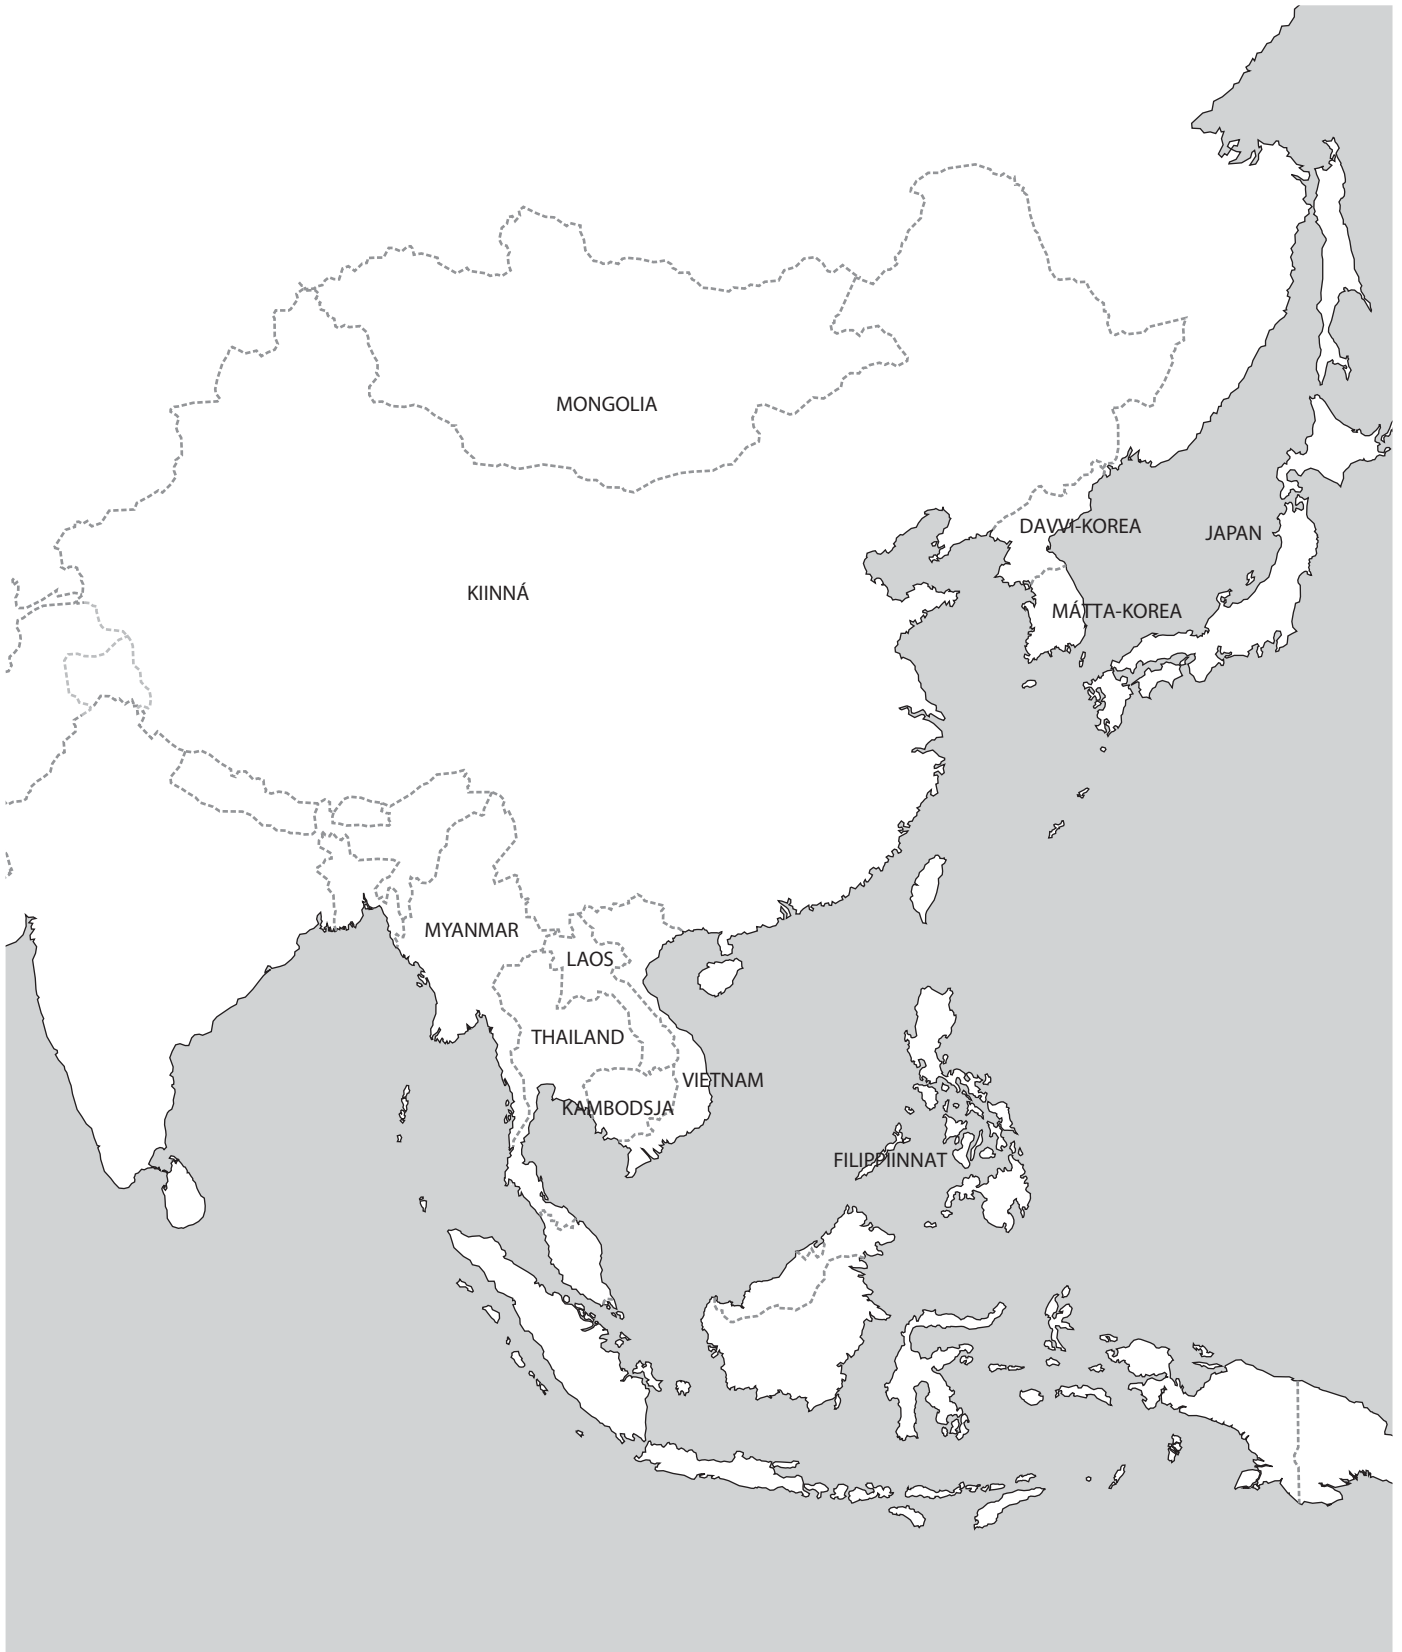 MONGOLIA
DAVVI-KOREA
JAPAN
KIINNÁ
MÁTTA-KOREA
MYANMAR
LAOS
THAILAND
VIETNAM
KAMBODSJA
FILIPPIINNAT